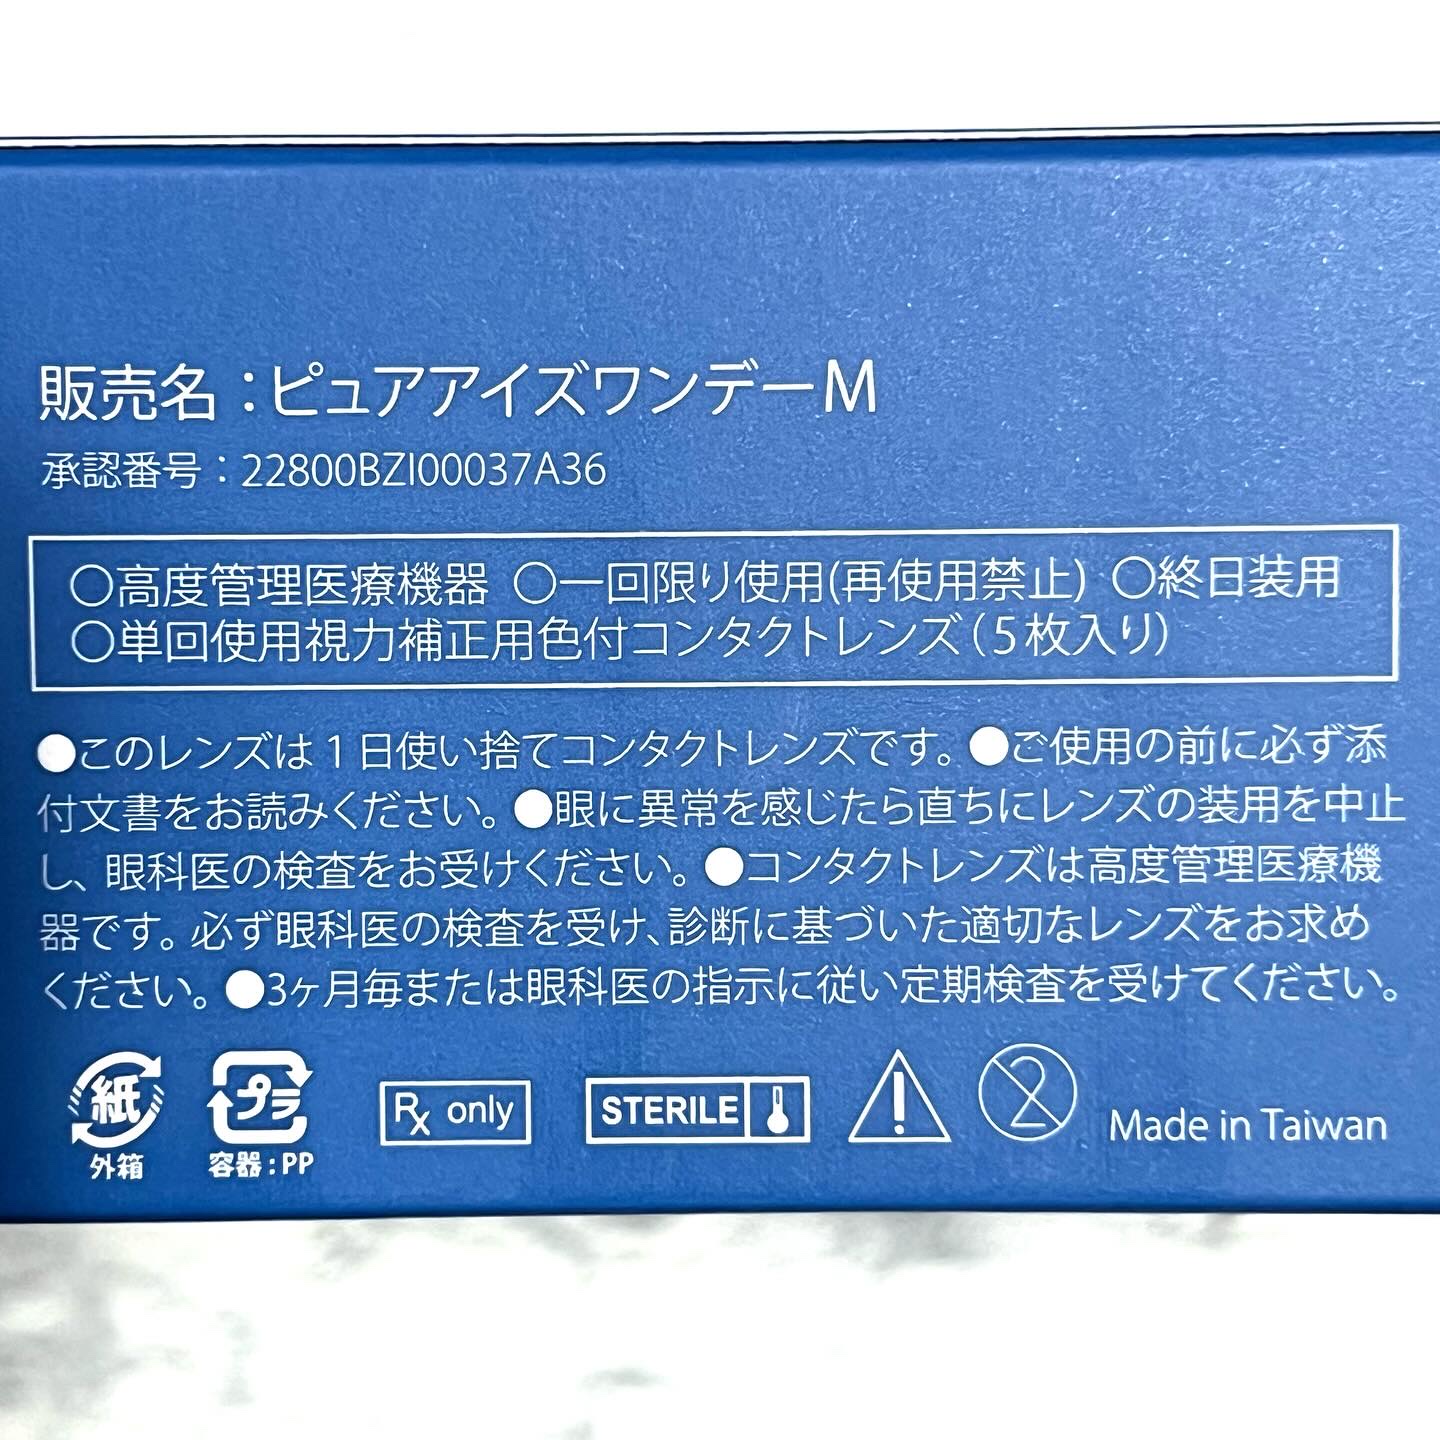 販売名：ピュアアイズワンデーM
承認番号：22800BZI00037A36
○高度管理医療機器 ○一回限り使用(再使用禁止) ○終日装用
○単回使用視力補正用色付コンタクトレンズ（5枚入り）
●このレンズは1日使い捨てコンタクトレンズです。●ご使用の前に必ず添
付文書をお読みください。●眼に異常を感じたら直ちにレンズの装用を中止
し、眼科医の検査をお受けください。●コンタクトレンズは高度管理医療機
器です。必ず眼科医の検査を受け、診断に基づいた適切なレンズをお求め
ください。●3ヶ月毎または眼科医の指示に従い定期検査を受けてください。
紙 プラ Rx only STERILE ! 2 Made in Taiwan
外箱 容器：PP